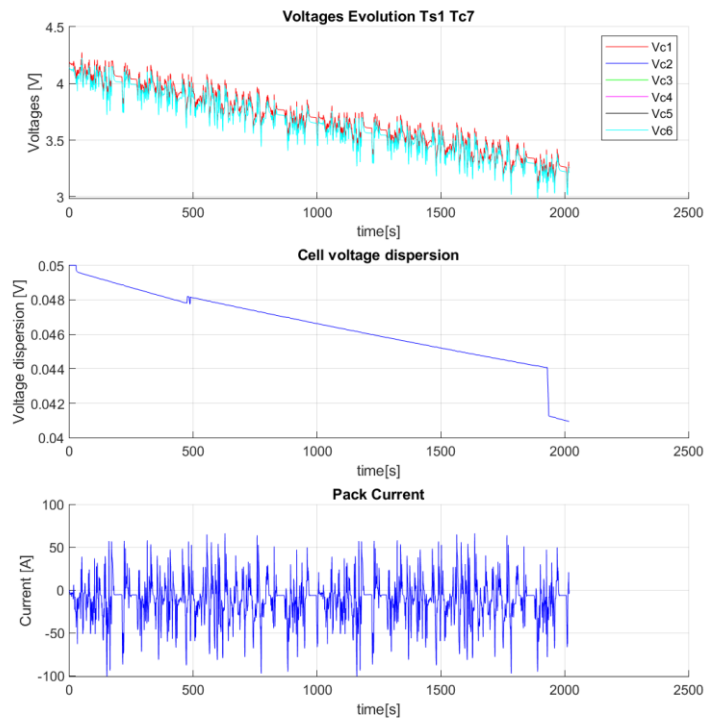 Voltages Evolution Ts1 Tc7
4.5
4
3.5
3
Voltages [V]
Vc1
Vc2
Vc3
Vc4
Vc5
Vc6
0 500 1000 1500 2000 2500
time[s]
Cell voltage dispersion
0.05
0.048
0.046
0.044
0.042
0.04
Voltage dispersion [V]
0 500 1000 1500 2000 2500
time[s]
Pack Current
100
50
0
-50
-100
Current [A]
0 500 1000 1500 2000 2500
time[s]